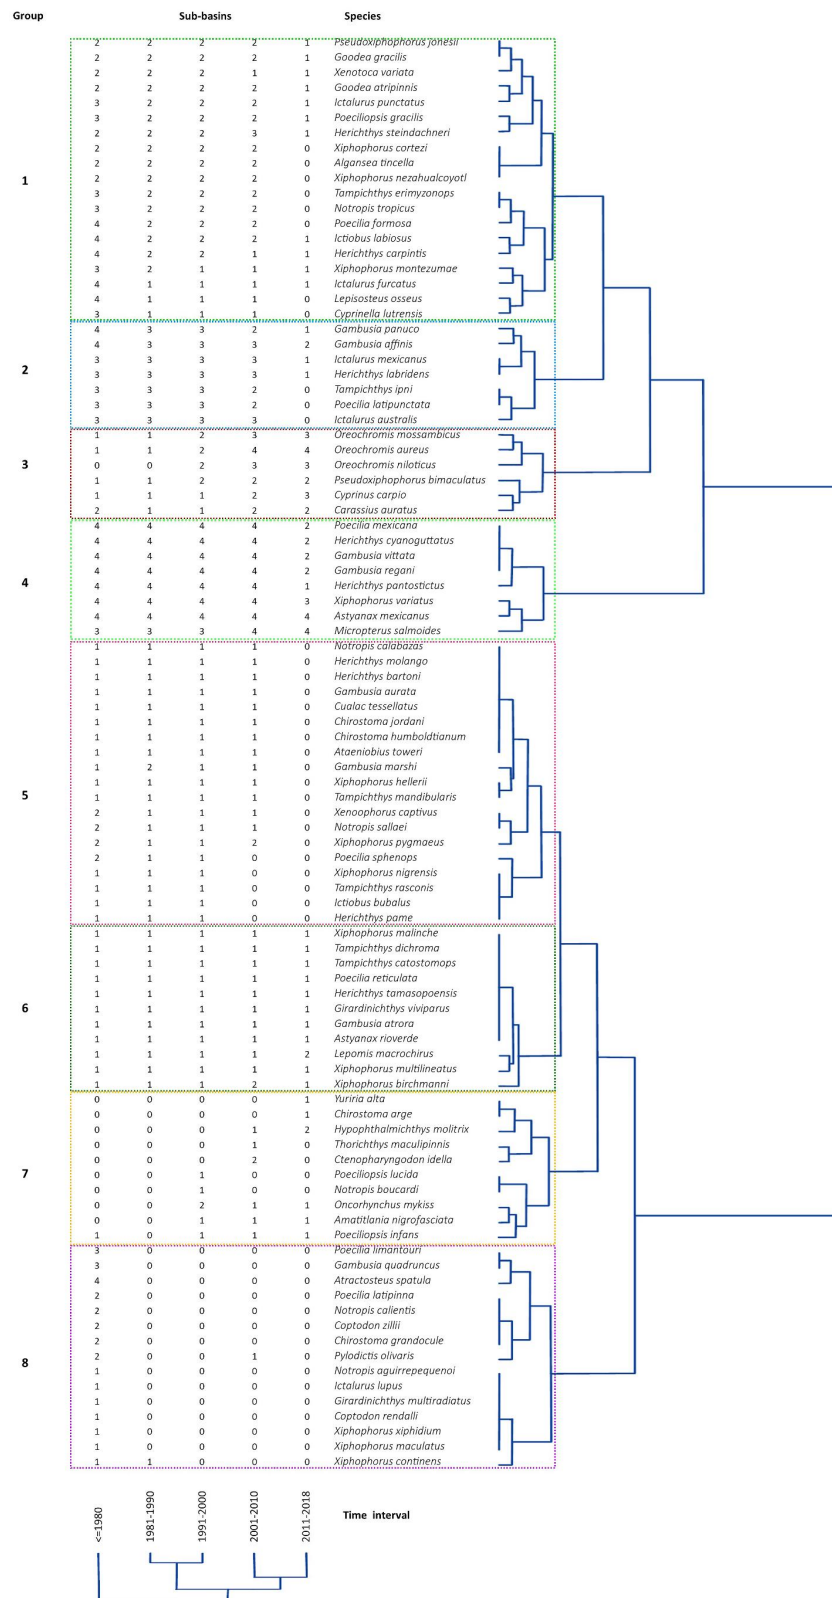 Group Sub-basins Species
2 2 2 2 1 Pseudoxiphophorus jonesii
2 2 2 2 1 Goodea gracilis
2 2 2 1 1 Xenotoca variata
2 2 2 2 1 Goodea atripinnis
3 2 2 2 1 Ictalurus punctatus
3 2 2 2 1 Poeciliopsis gracilis
2 2 2 3 1 Herichthys steindachneri
2 2 2 2 0 Xiphophorus cortezi
2 2 2 2 0 Algansea tincella
1
2 2 2 2 0 Xiphophorus nezahualcoyotl
3 2 2 2 0 Tampichthys erimyzonops
3 2 2 2 0 Notropis tropicus
4 2 2 2 0 Poecilia formosa
4 2 2 2 1 Ictiobus labiosus
4 2 2 1 1 Herichthys carpintis
3 2 1 1 1 Xiphophorus montezumae
4 1 1 1 1 Ictalurus furcatus
4 1 1 1 0 Lepisosteus osseus
3 1 1 1 0 Cyprinella lutrensis
4 3 3 2 1 Gambusia panuco
4 3 3 3 2 Gambusia affinis
3 3 3 3 1 Ictalurus mexicanus
2
3 3 3 3 1 Herichthys labridens
3 3 3 2 0 Tampichthys ipni
3 3 3 2 0 Poecilia latipunctata
3 3 3 3 0 Ictalurus australis
1 1 2 3 3 Oreochromis mossambicus
1 1 2 4 4 Oreochromis aureus
3
0 0 2 3 3 Oreochromis niloticus
1 1 2 2 2 Pseudoxiphophorus bimaculatus
1 1 1 2 3 Cyprinus carpio
2 1 1 2 2 Carassius auratus
4 4 4 4 2 Poecilia mexicana
4 4 4 4 2 Herichthys cyanoguttatus
4 4 4 4 2 Gambusia vittata
4 4 4 4 2 Gambusia regani
4
4 4 4 4 1 Herichthys pantostictus
4 4 4 4 3 Xiphophorus variatus
4 4 4 4 4 Astyanax mexicanus
3 3 3 4 4 Micropterus salmoides
1 1 1 1 0 Notropis calabazas
1 1 1 1 0 Herichthys molango
1 1 1 1 0 Herichthys bartoni
1 1 1 1 0 Gambusia aurata
1 1 1 1 0 Cualac tessellatus
1 1 1 1 0 Chirostoma jordani
1 1 1 1 0 Chirostoma humboldtianum
1 1 1 1 0 Ataeniobius toweri
1 2 1 1 0 Gambusia marshi
1 1 1 1 0 Xiphophorus hellerii
5
1 1 1 1 0 Tampichthys mandibularis
2 1 1 1 0 Xenoophorus captivus
2 1 1 1 0 Notropis sallaei
2 1 1 2 0 Xiphophorus pygmaeus
2 1 1 0 0 Poecilia sphenops
1 1 1 0 0 Xiphophorus nigrensis
1 1 1 0 0 Tampichthys rasconis
1 1 1 0 0 Ictiobus bubalus
1 1 1 0 0 Herichthys pame
1 1 1 1 1 Xiphophorus malinche
1 1 1 1 1 Tampichthys dichroma
1 1 1 1 1 Tampichthys catostomops
1 1 1 1 1 Poecilia reticulata
1 1 1 1 1 Herichthys tamasopoensis
6
1 1 1 1 1 Girardinichthys viviparus
1 1 1 1 1 Gambusia atrora
1 1 1 1 1 Astyanax rioverde
1 1 1 1 2 Lepomis macrochirus
1 1 1 1 1 Xiphophorus multilineatus
1 1 1 2 1 Xiphophorus birchmanni
0 0 0 0 1 Yuriria alta
0 0 0 0 1 Chirostoma arge
0 0 0 1 2 Hypophthalmichthys molitrix
0 0 0 1 0 Thorichthys maculipinnis
0 0 0 2 0 Ctenopharyngodon idella
7
0 0 1 0 0 Poeciliopsis lucida
0 0 1 0 0 Notropis boucardi
0 0 2 1 1 Oncorhynchus mykiss
0 0 1 1 1 Amatitlania nigrofasciata
1 0 1 1 1 Poeciliopsis infans
3 0 0 0 0 Poecilia limantouri
3 0 0 0 0 Gambusia quadruncus
4 0 0 0 0 Atractosteus spatula
2 0 0 0 0 Poecilia latipinna
2 0 0 0 0 Notropis calientis
2 0 0 0 0 Coptodon zillii
2 0 0 0 0 Chirostoma grandocule
2 0 0 1 0 Pylodictis olivaris
8
1 0 0 0 0 Notropis aguirrepequenoi
1 0 0 0 0 Ictalurus lupus
1 0 0 0 0 Girardinichthys multiradiatus
1 0 0 0 0 Coptodon rendalli
1 0 0 0 0 Xiphophorus xiphidium
1 0 0 0 0 Xiphophorus maculatus
1 1 0 0 0 Xiphophorus continens
<=1980 1981-1990 1991-2000 2001-2010 2011-2018 Time interval